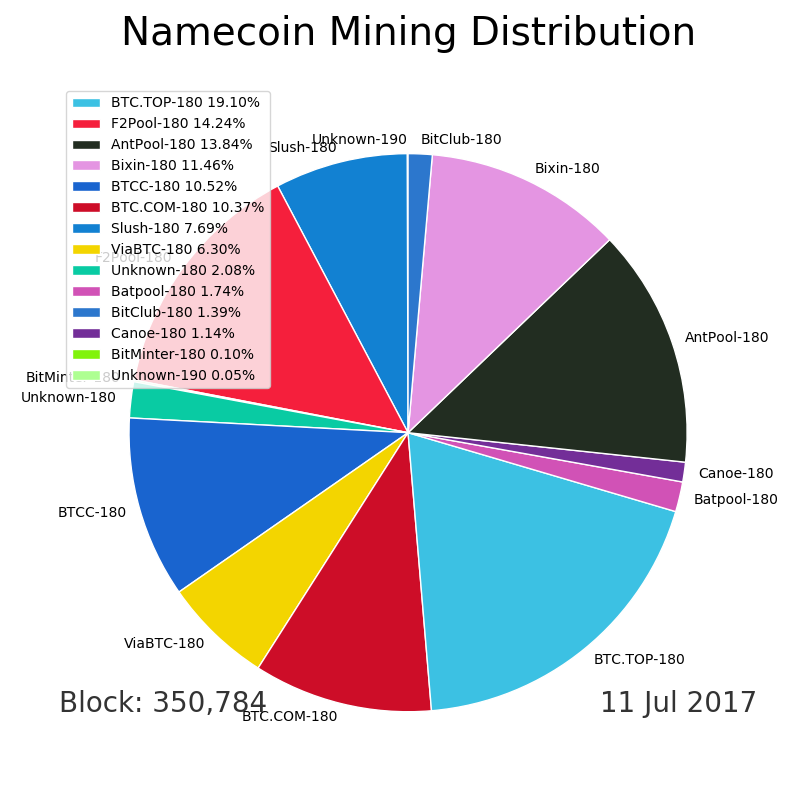 Namecoin Mining Distribution
BTC.TOP-180 19.10%
F2Pool-180 14.24%
AntPool-180 13.84%
Bixin-180 11.46%
BTCC-180 10.52%
BTC.COM-180 10.37%
Slush-180 7.69%
ViaBTC-180 6.30%
Unknown-180 2.08%
Batpool-180 1.74%
BitClub-180 1.39%
Canoe-180 1.14%
BitMinter-180 0.10%
Unknown-190 0.05%
Unknown-190
BitClub-180
Slush-180
Bixin-180
F2Pool-180
AntPool-180
BitMinter-180
Unknown-180
Canoe-180
Batpool-180
BTCC-180
ViaBTC-180
BTC.TOP-180
BTC.COM-180
Block: 350,784
11 Jul 2017